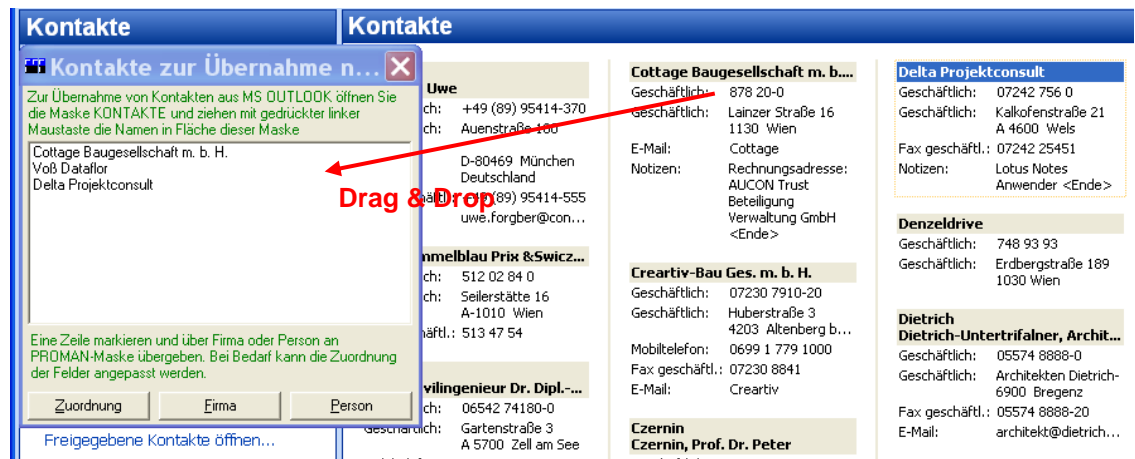 Kontakte
Kontakte
Kontakte zur Übernahme n...
Zur Übernahme von Kontakten aus MS OUTLOOK öffnen Sie
die Maske KONTAKTE und ziehen mit gedrückter linker
Maustaste die Namen in Fläche dieser Maske
Cottage Baugesellschaft m. b. H.
Voß Dataflor
Delta Projektconsult
Eine Zeile markieren und über Firma oder Person an
PROMAN-Maske übergeben. Bei Bedarf kann die Zuordnung
der Felder angepasst werden.
Zuordnung Firma Person
Freigegebene Kontakte öffnen...
Drag & Drop
Uwe
ch: +49 (89) 95414-370
ch: Auenstraße 100
D-80469 München
Deutschland
häftl.: +49 (89) 95414-555
uwe.forgber@con...
mmelblau Prix &Swicz...
ch: 512 02 84 0
ch: Seilerstätte 16
A-1010 Wien
häftl.: 513 47 54
vilingenieur Dr. Dipl.-...
ch: 06542 74180-0
Geschäftlich: Gartenstraße 3
A 5700 Zell am See
Cottage Baugesellschaft m. b....
Geschäftlich: 878 20-0
Geschäftlich: Lainzer Straße 16
1130 Wien
E-Mail: Cottage
Notizen: Rechnungsadresse:
AUCON Trust
Beteiligung
Verwaltung GmbH
<Ende>
Creartiv-Bau Ges. m. b. H.
Geschäftlich: 07230 7910-20
Geschäftlich: Huberstraße 3
4203 Altenberg b...
Mobiltelefon: 0699 1 779 1000
Fax geschäftl.: 07230 8841
E-Mail: Creartiv
Czernin
Czernin, Prof. Dr. Peter
Delta Projektconsult
Geschäftlich: 07242 756 0
Geschäftlich: Kalkofenstraße 21
A 4600 Wels
Fax geschäftl.: 07242 25451
Notizen: Lotus Notes
Anwender <Ende>
Denzeldrive
Geschäftlich: 748 93 93
Geschäftlich: Erdbergstraße 189
1030 Wien
Dietrich
Dietrich-Untertrifalner, Archit...
Geschäftlich: 05574 8888-0
Geschäftlich: Architekten Dietrich-
6900 Bregenz
Fax geschäftl.: 05574 8888-20
E-Mail: architekt@dietrich...